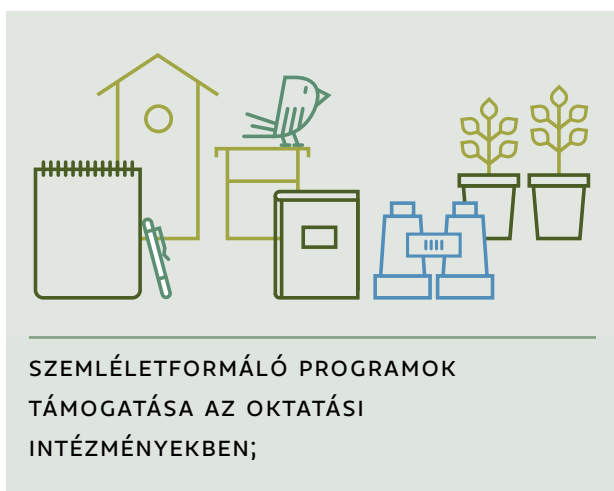 SZEMLÉLETFORMÁLÓ PROGRAMOK
TÁMOGATÁSA AZ OKTATÁSI
INTÉZMÉNYEKBEN;